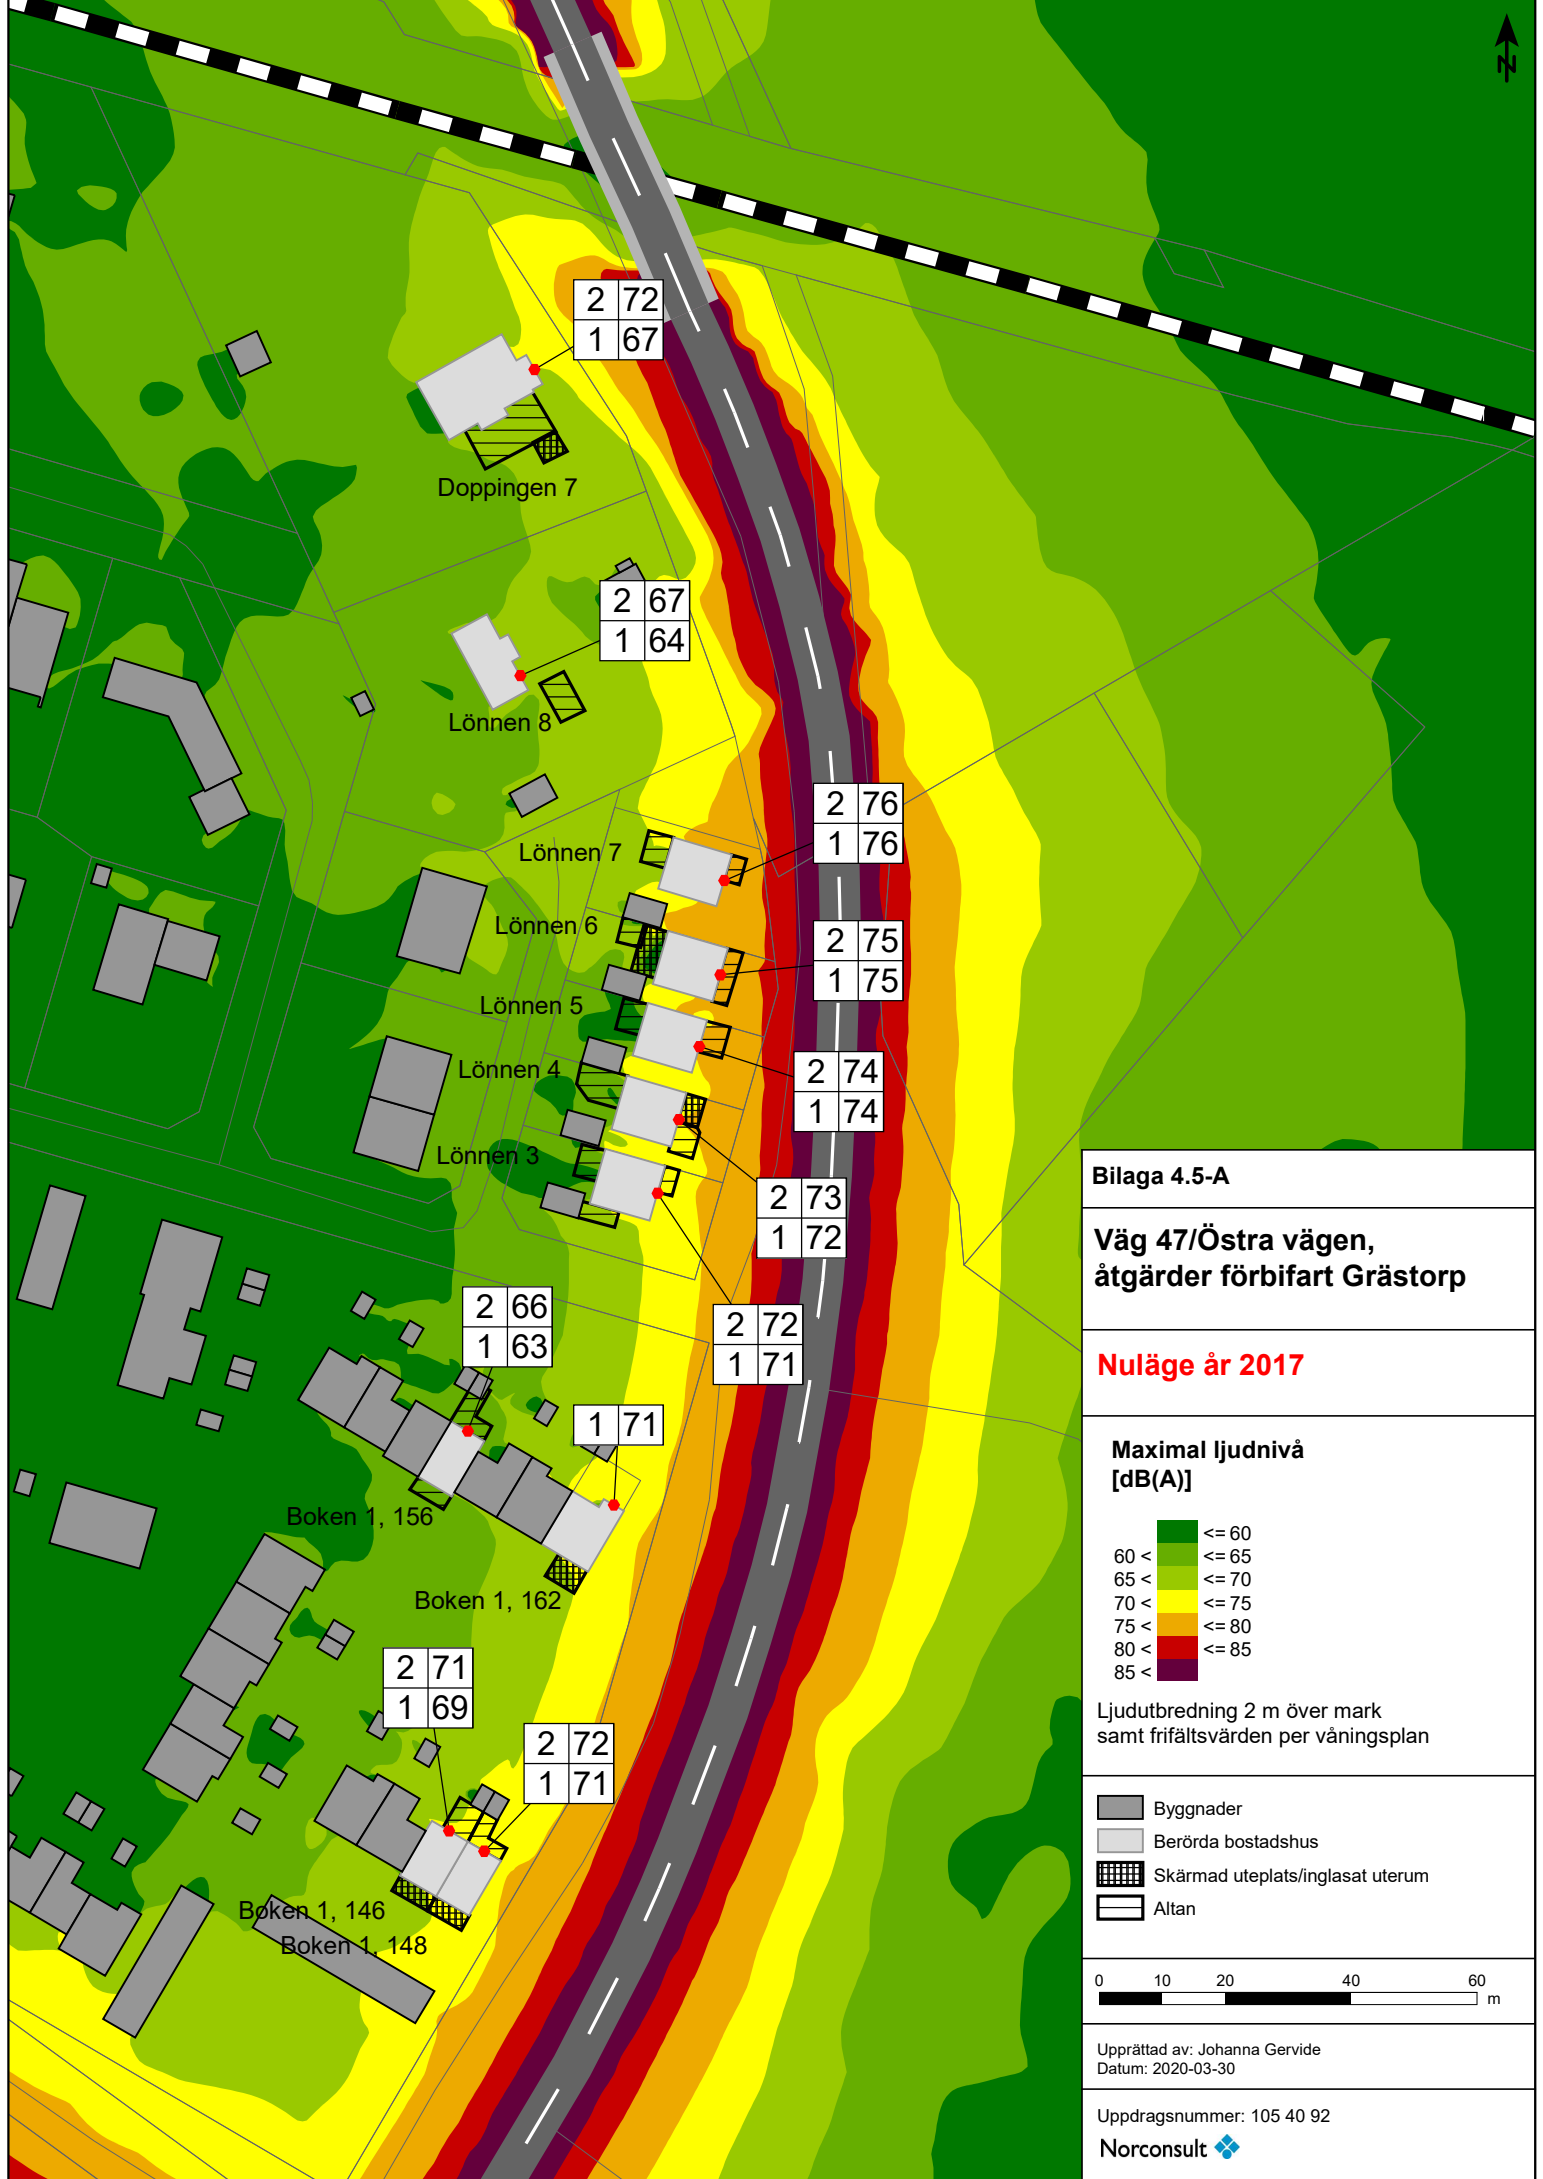 N
2 72
1 67
Doppingen 7
2 67
1 64
Lönnen 8
2 76
1 76
Lönnen 7
Lönnen 6
2 75
1 75
Lönnen 5
Lönnen 4
2 74
1 74
Lönnen 3
2 73
1 72
2 66
1 63
2 72
1 71
1 71
Boken 1, 156
Boken 1, 162
2 71
1 69
2 72
1 71
Boken 1, 146
Boken 1, 148
Bilaga 4.5-A
Väg 47/Östra vägen,
åtgärder förbifart Grästorp
Nuläge år 2017
Maximal ljudnivå
[dB(A)]
<= 60
60 < <= 65
65 < <= 70
70 < <= 75
75 < <= 80
80 < <= 85
85 <
Ljudutbredning 2 m över mark
samt frifältsvärden per våningsplan
Byggnader
Berörda bostadshus
Skärmad uteplats/inglasat uterum
Altan
0 10 20 40 60
m
Upprättad av: Johanna Gervide
Datum: 2020-03-30
Uppdragsnummer: 105 40 92
Norconsult